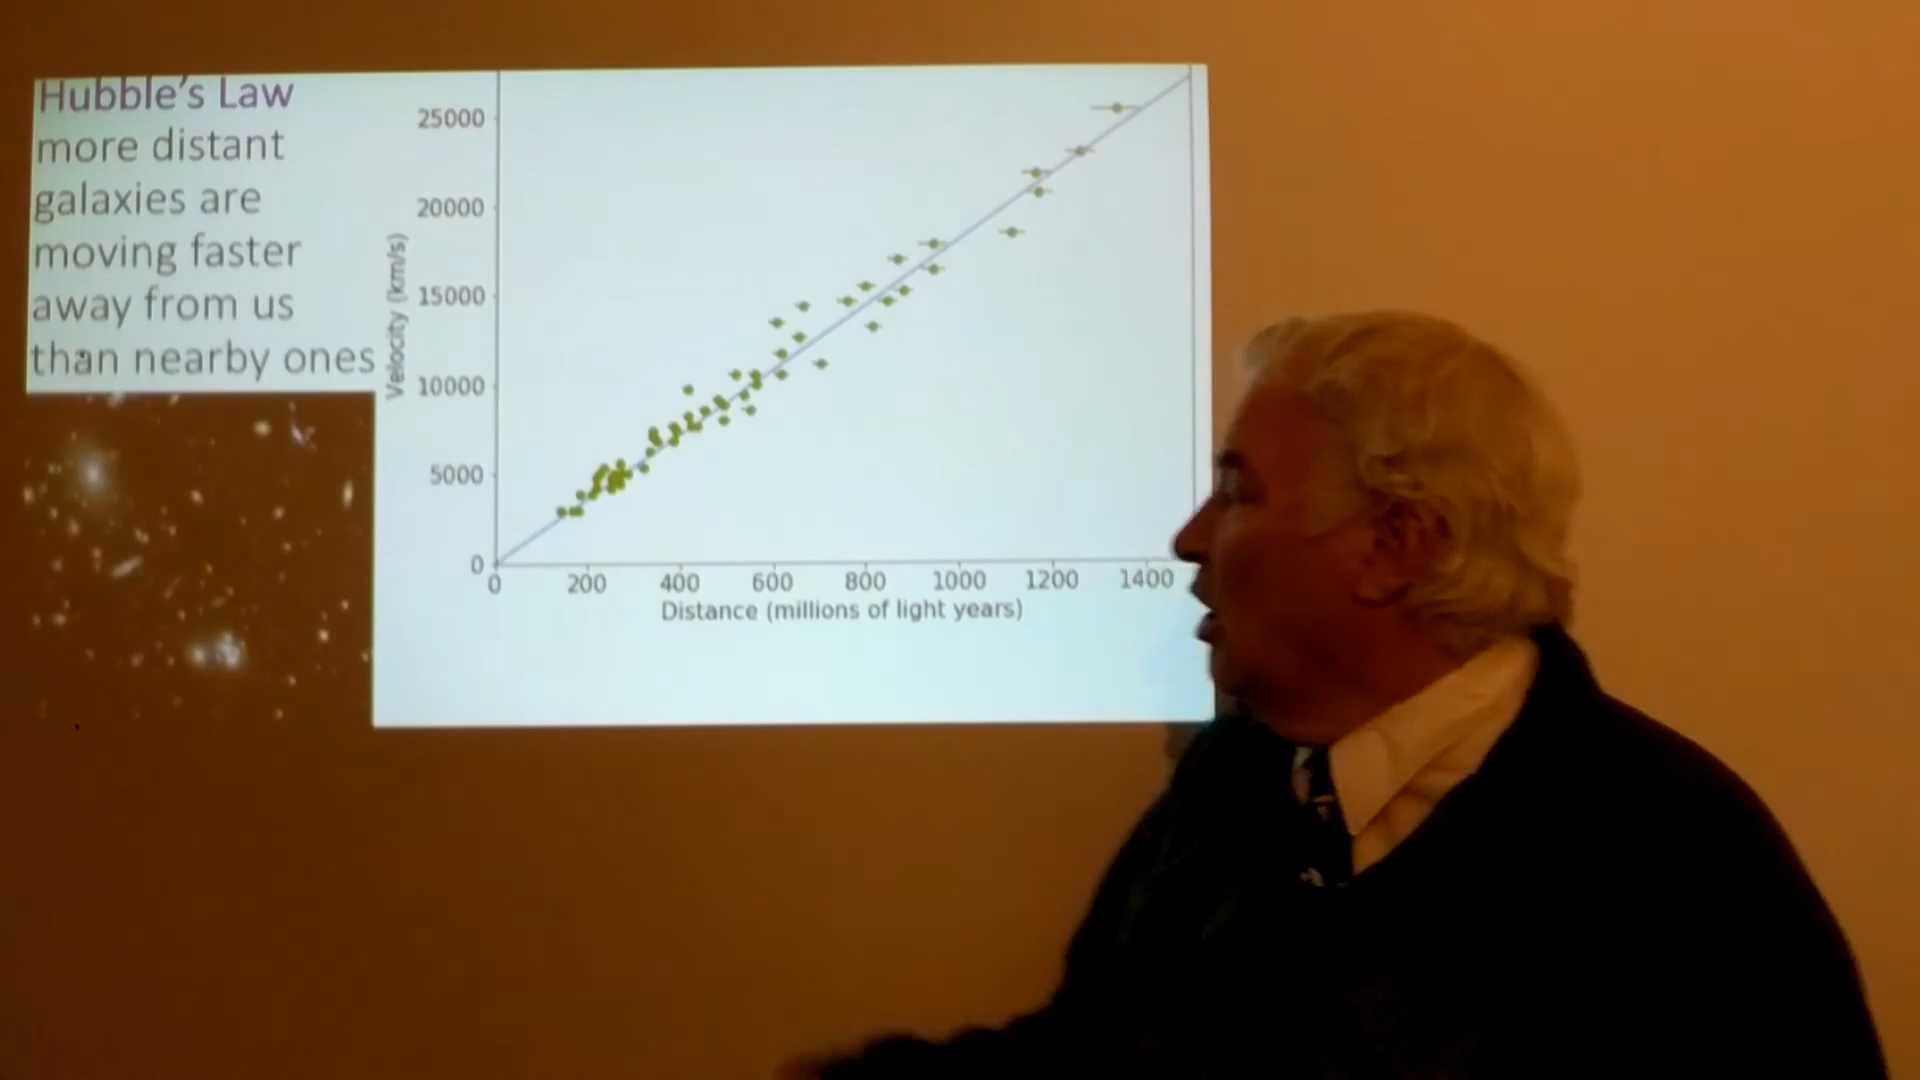 Hubble's Law
more distant
galaxies are
moving faster
away from us
than nearby ones
Velocity (km/s)
25000
20000
15000
10000
5000
0
0 200 400 600 800 1000 1200 1400
Distance (millions of light years)